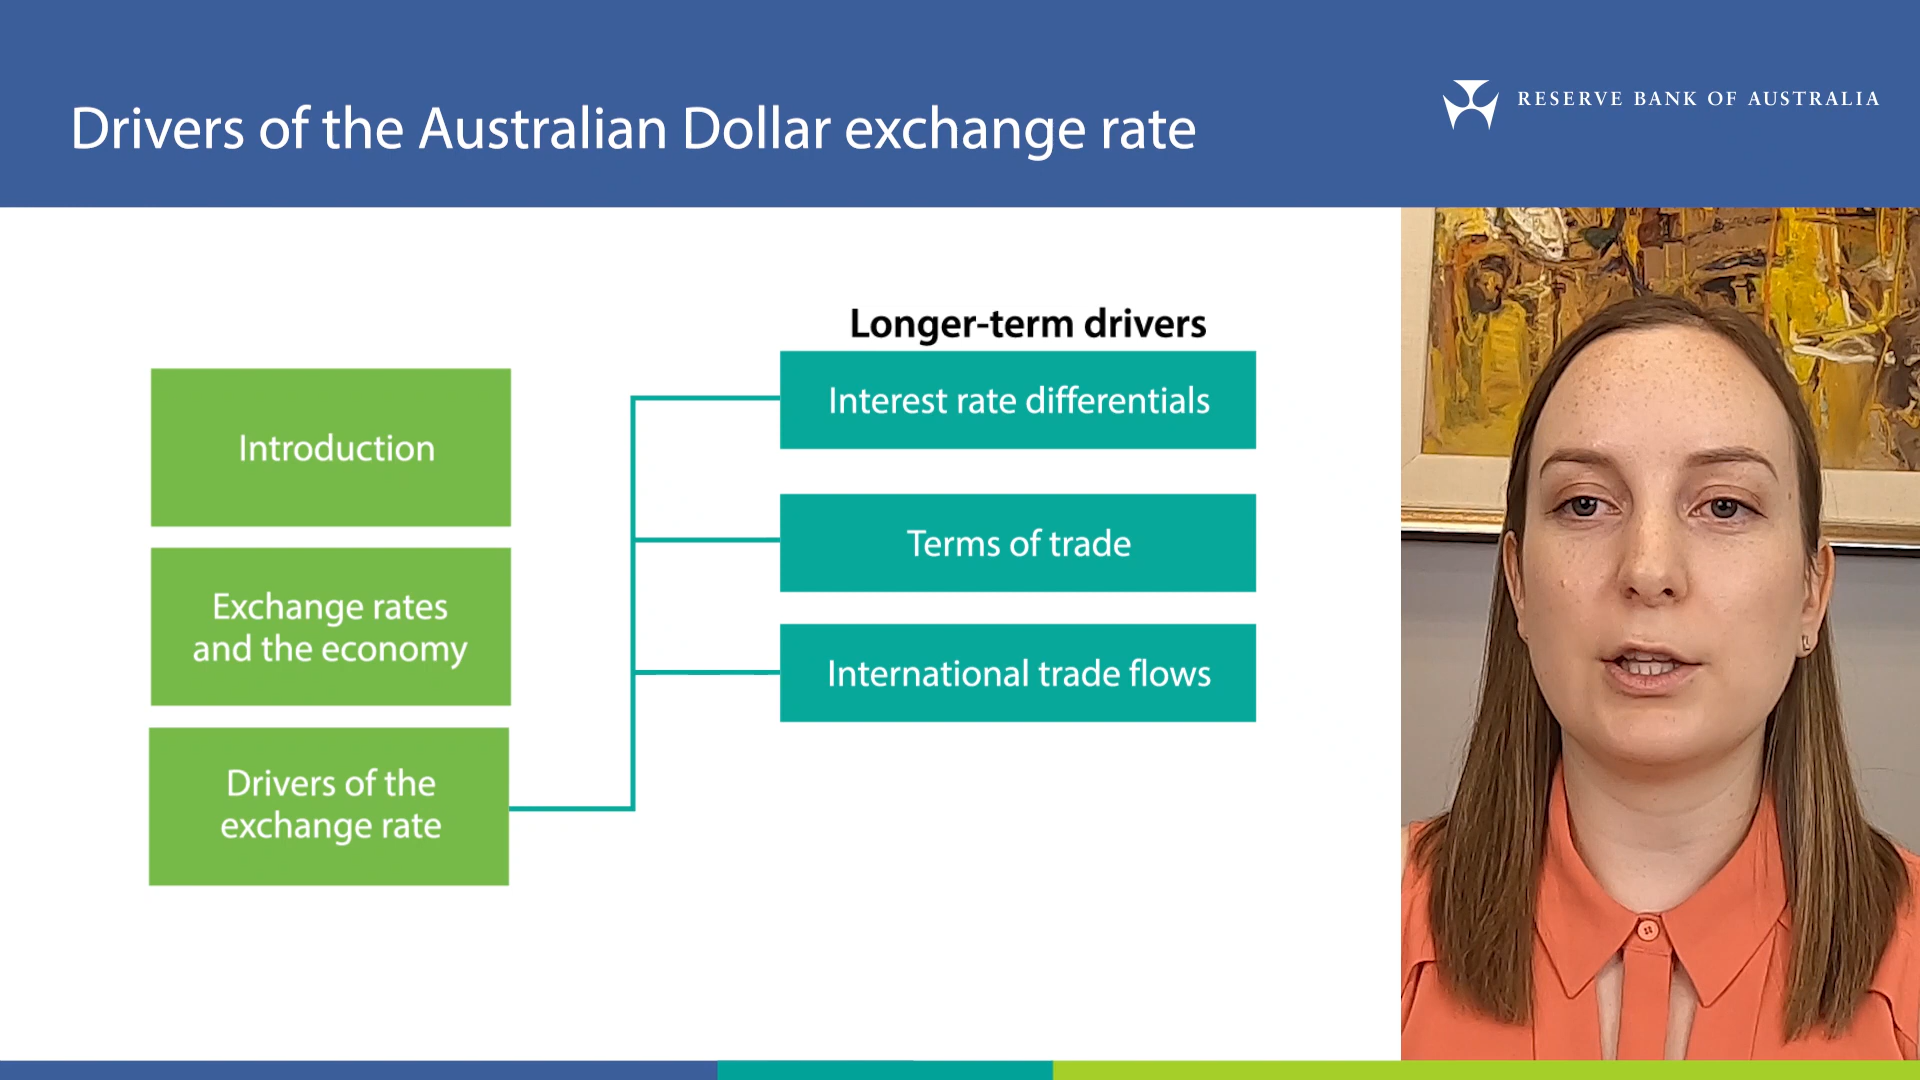 Drivers of the Australian Dollar exchange rate
RESERVE BANK OF AUSTRALIA
Introduction
Exchange rates
and the economy
Drivers of the
exchange rate
Longer-term drivers
Interest rate differentials
Terms of trade
International trade flows